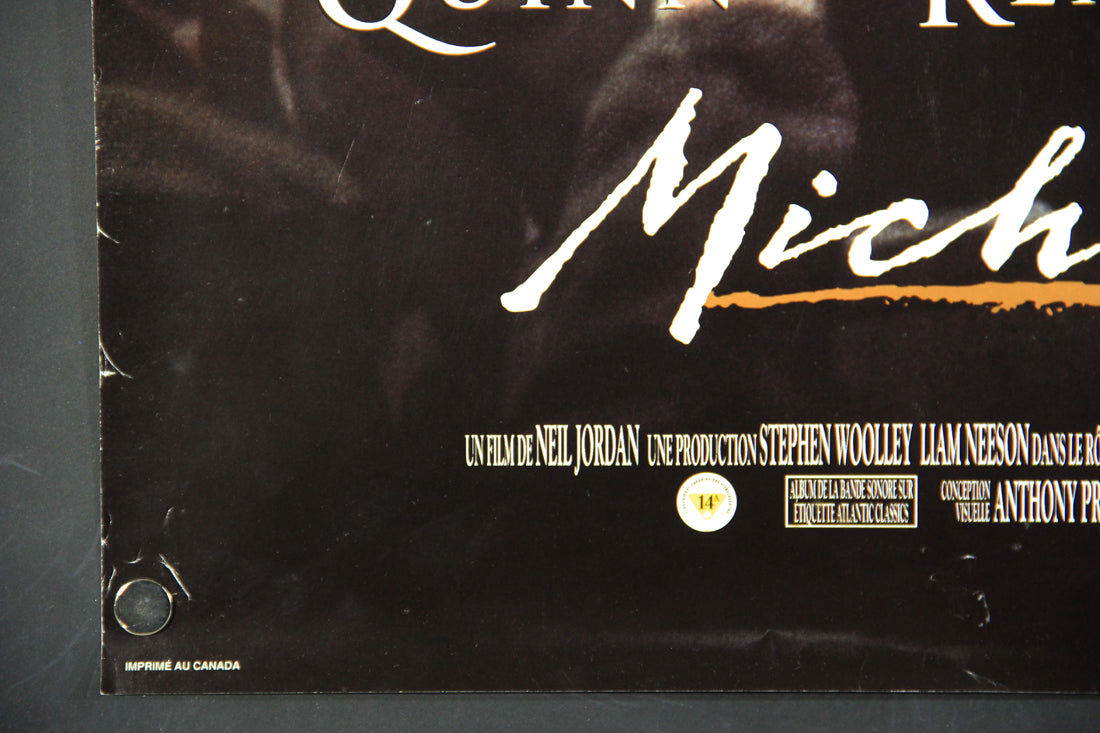 QUINN
Mich
UN FILM DE NEIL JORDAN UNE PRODUCTION STEPHEN WOOLLEY LIAM NEESON DANS LE RÔ
14A
ALBUM DE LA BANDE SONORE SUR
ÉTIQUETTE ATLANTIC CLASSICS
CONCEPTION
VISUELLE ANTHONY PR
IMPRIMÉ AU CANADA